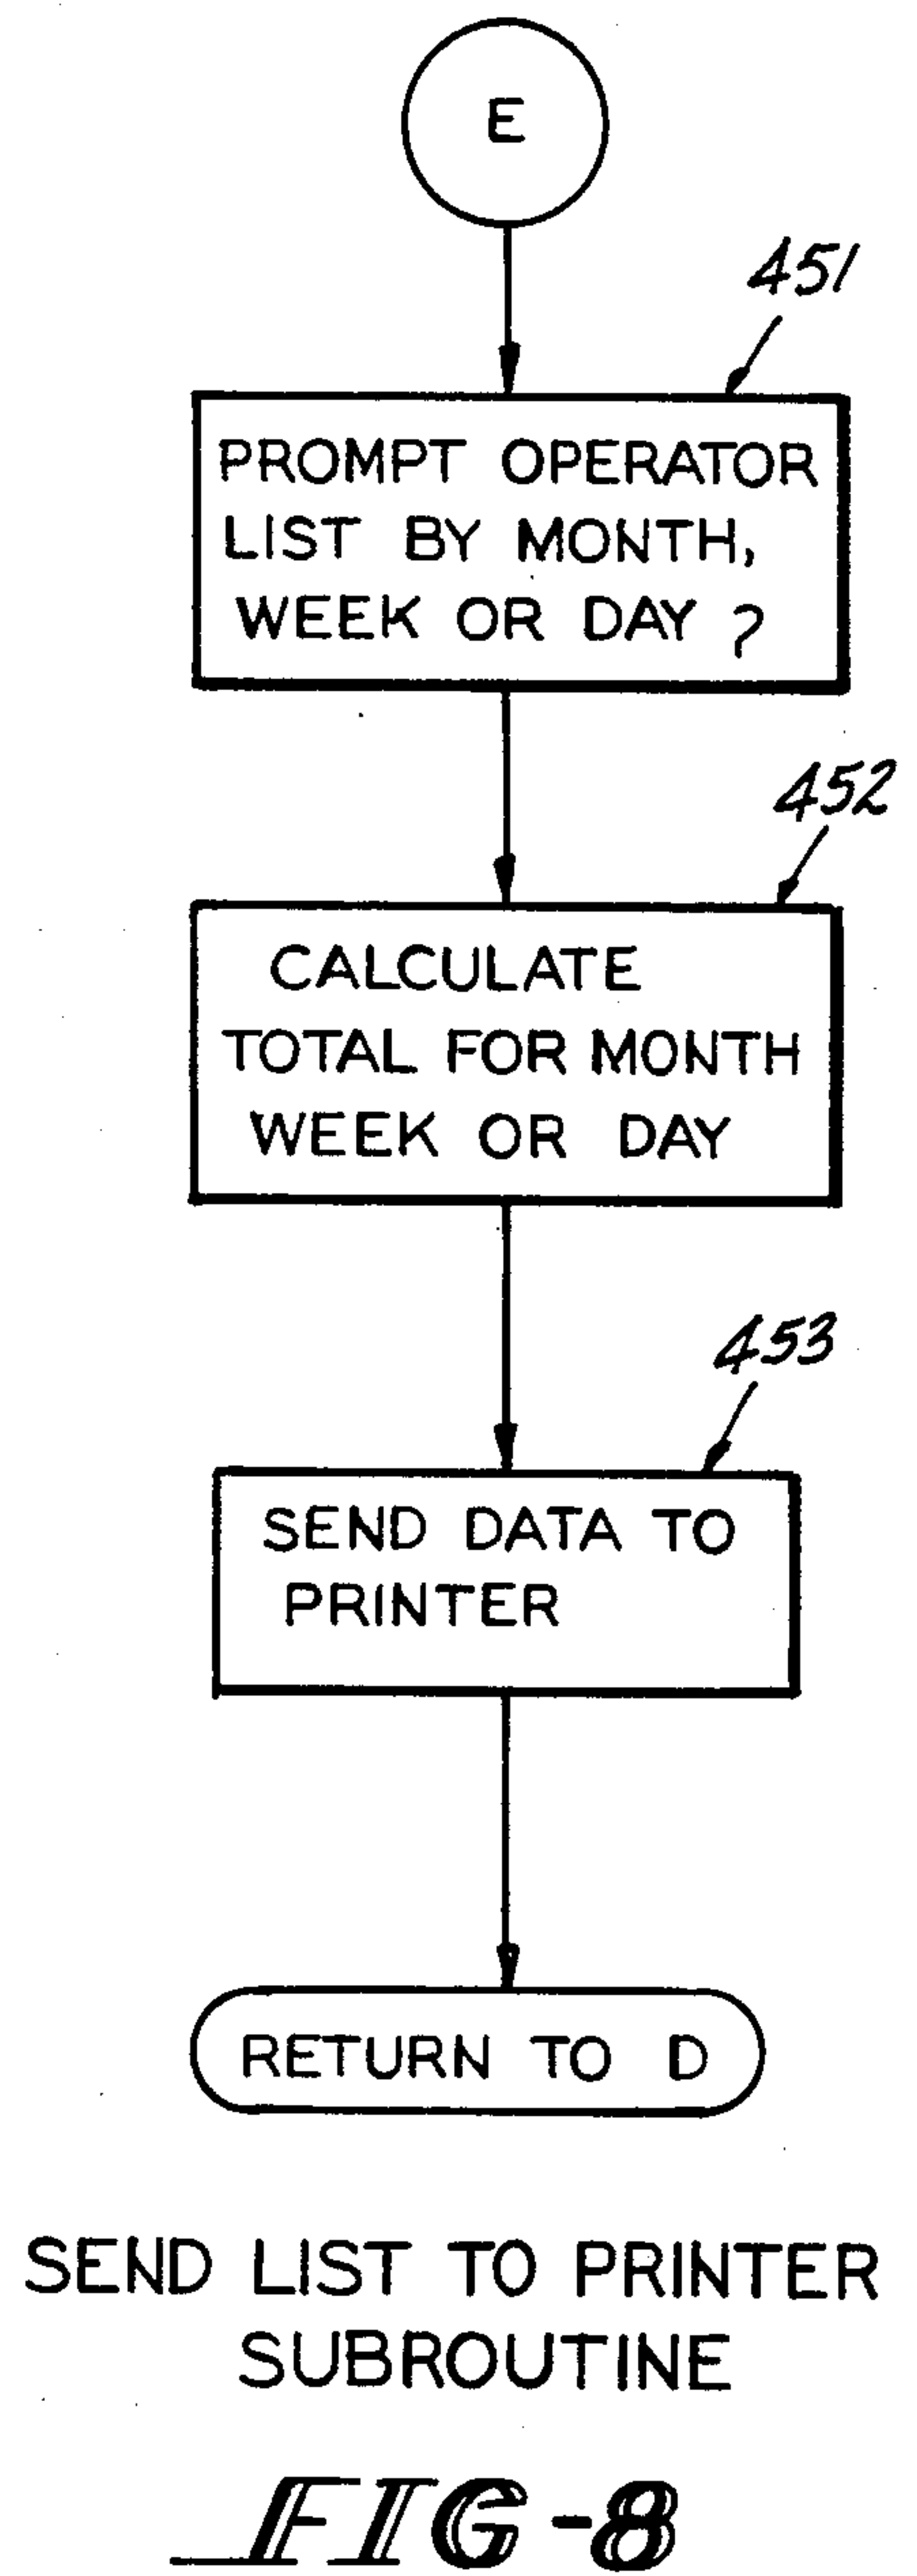 E
451
PROMPT OPERATOR
LIST BY MONTH,
WEEK OR DAY ?
452
CALCULATE
TOTAL FOR MONTH
WEEK OR DAY
453
SEND DATA TO
PRINTER
RETURN TO D
SEND LIST TO PRINTER
SUBROUTINE
FIG-8